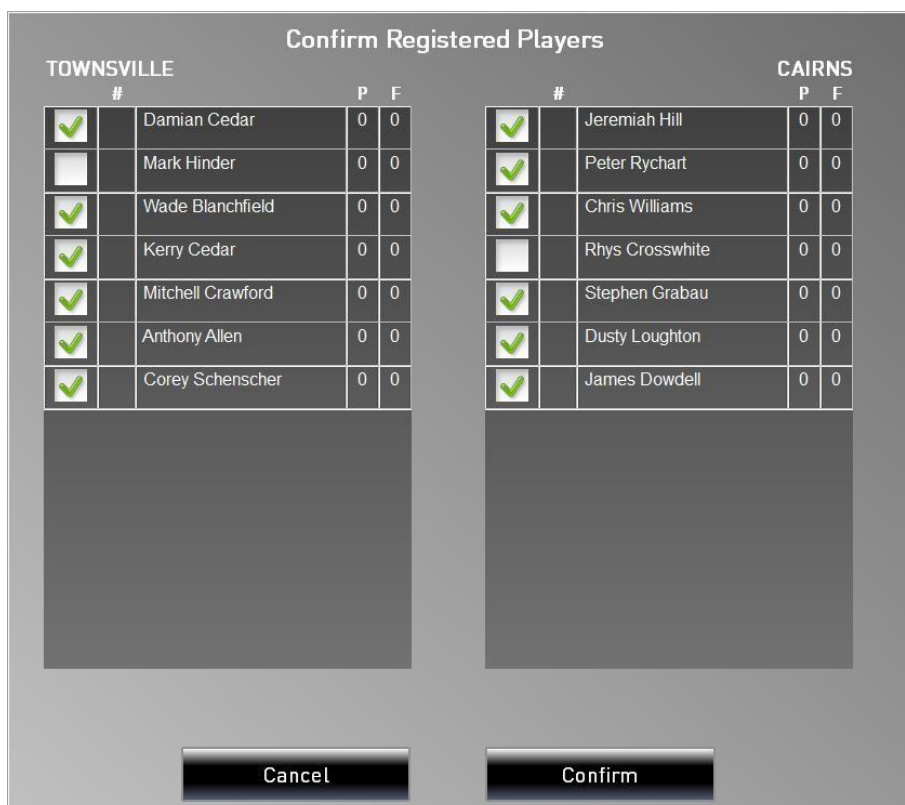 Confirm Registered Players
TOWNSVILLE
# P F
Damian Cedar 0 0
Mark Hinder 0 0
Wade Blanchfield 0 0
Kerry Cedar 0 0
Mitchell Crawford 0 0
Anthony Allen 0 0
Corey Schenscher 0 0
CAIRNS
# P F
Jeremiah Hill 0 0
Peter Rychart 0 0
Chris Williams 0 0
Rhys Crosswhite 0 0
Stephen Grabau 0 0
Dusty Loughton 0 0
James Dowdell 0 0
Cancel
Confirm